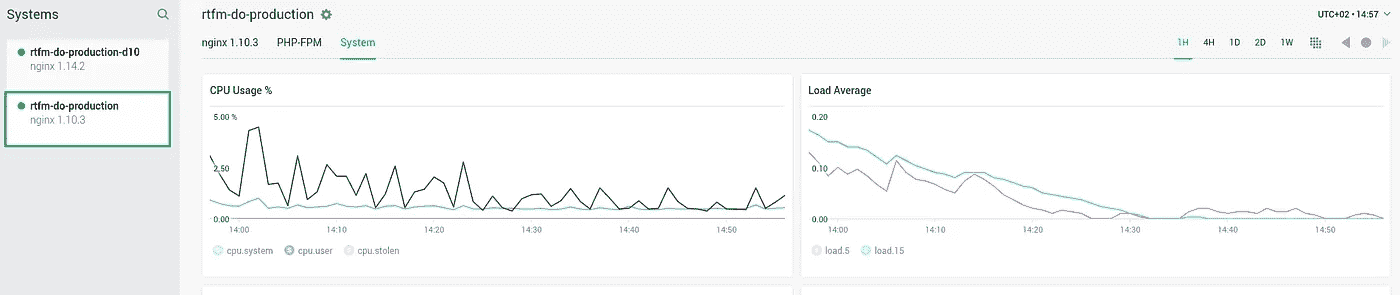 Systems
rtfm-do-production-d10
nginx 1.14.2
rtfm-do-production
nginx 1.10.3
rtfm-do-production
UTC+02 • 14:57
nginx 1.10.3 PHP-FPM System
1H 4H 1D 2D 1W
CPU Usage %
5.00 %
2.50
0.00
14:00 14:10 14:20 14:30 14:40 14:50
cpu.system cpu.user cpu.stolen
Load Average
0.20
0.10
0.00
14:00 14:10 14:20 14:30 14:40 14:50
load.5 load.15